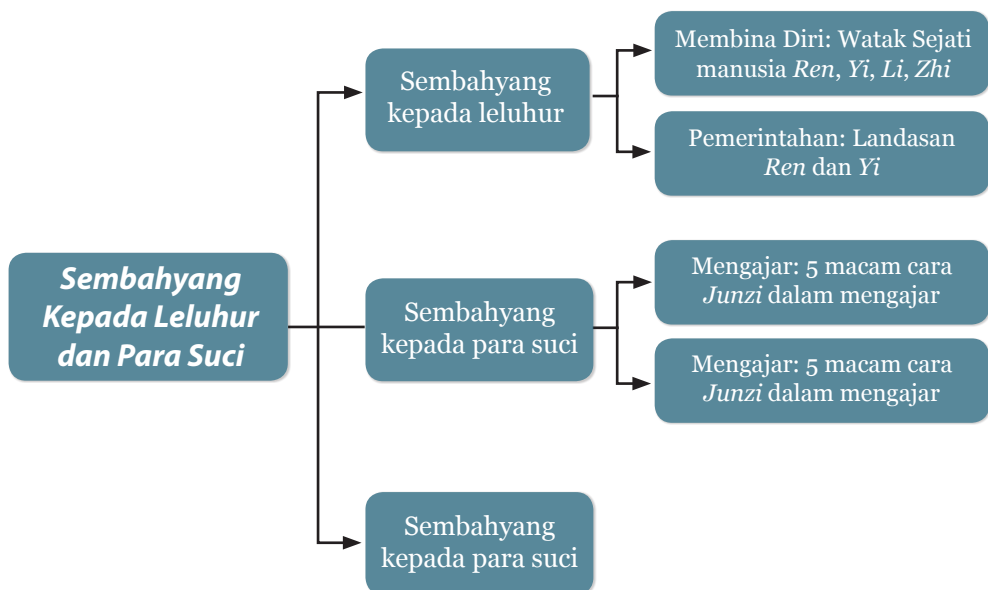 Sembahyang
Kepada Leluhur
dan Para Suci
Sembahyang
kepada leluhur
Membina Diri: Watak Sejati
manusia Ren, Yi, Li, Zhi
Pemerintahan: Landasan
Ren dan Yi
Sembahyang
kepada para suci
Mengajar: 5 macam cara
Junzi dalam mengajar
Mengajar: 5 macam cara
Junzi dalam mengajar
Sembahyang
kepada para suci